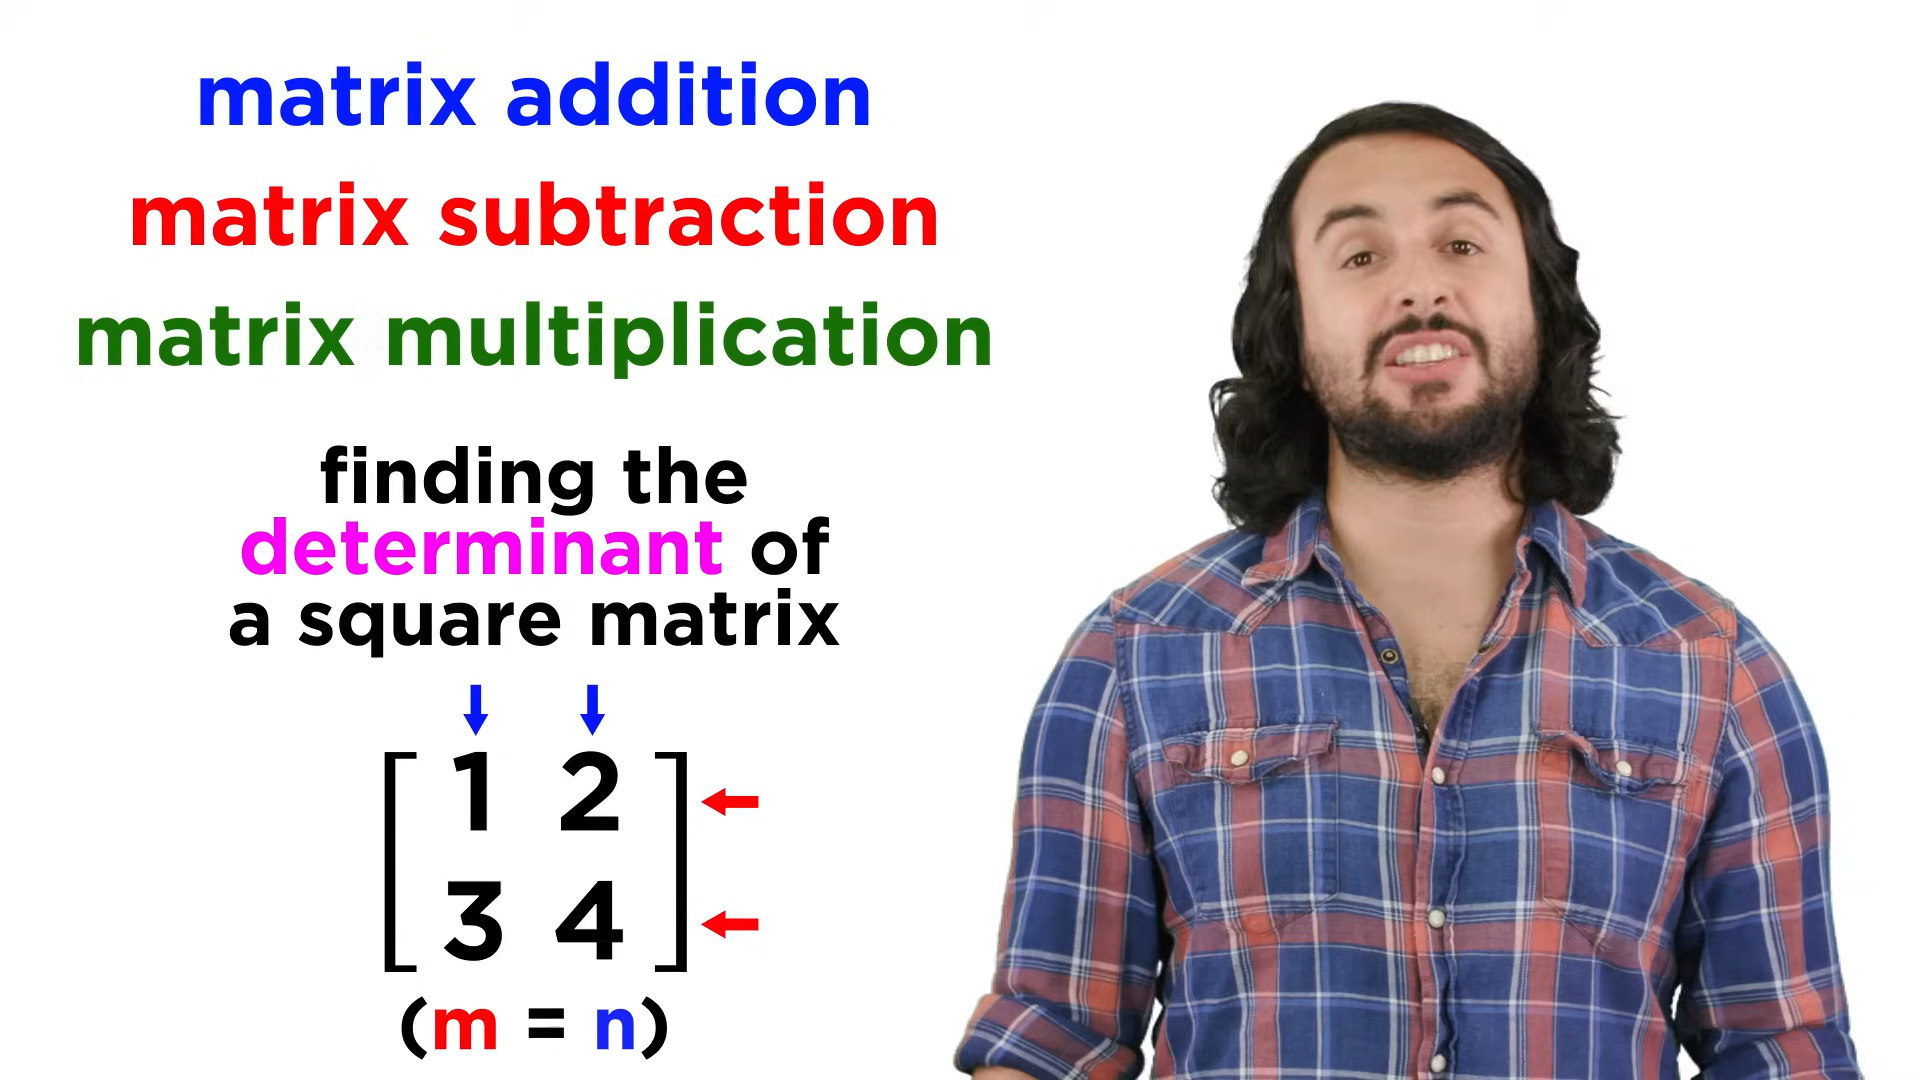 matrix addition
matrix subtraction
matrix multiplication
finding the
determinant of
a square matrix
1 2
3 4
(m = n)